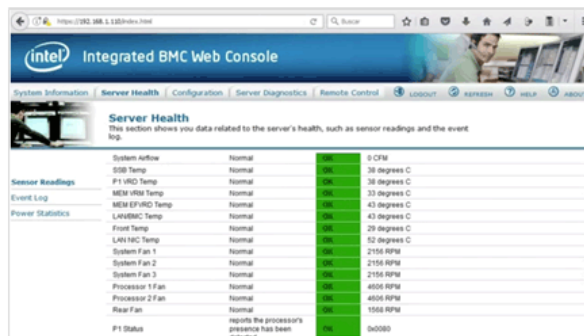 https://192.168.1.110/index.html
Buscar
intel
Integrated BMC Web Console
System Information
Server Health
Configuration
Server Diagnostics
Remote Control
LOGOUT
REFRESH
HELP
ABOUT
Server Health
This section shows you data related to the server's health, such as sensor readings and the event
log.
Sensor Readings
Event Log
Power Statistics
System Airflow Normal OK 0 CFM
SSB Temp Normal OK 38 degrees C
P1 VRD Temp Normal OK 38 degrees C
MEM VRM Temp Normal OK 33 degrees C
MEM EFVRD Temp Normal OK 43 degrees C
LAN/BMC Temp Normal OK 43 degrees C
Front Temp Normal OK 29 degrees C
LAN NIC Temp Normal OK 52 degrees C
System Fan 1 Normal OK 2156 RPM
System Fan 2 Normal OK 2156 RPM
System Fan 3 Normal OK 2156 RPM
Processor 1 Fan Normal OK 4606 RPM
Processor 2 Fan Normal OK 4606 RPM
Rear Fan Normal OK 1568 RPM
reports the processor's
P1 Status presence has been OK 0x0080